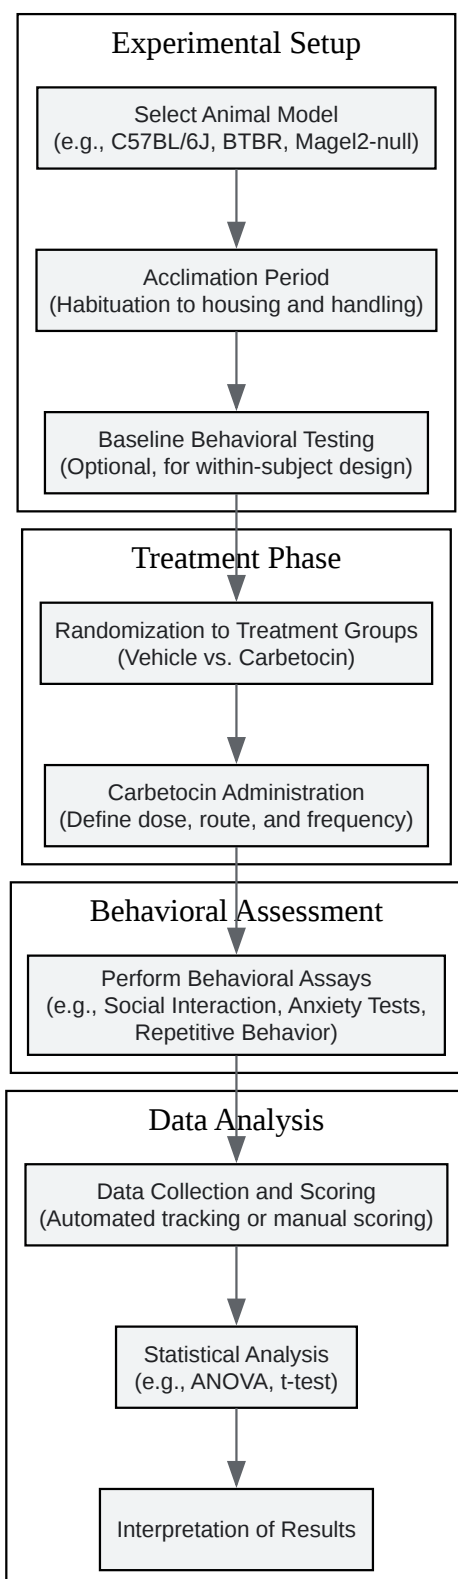 Experimental Setup
Select Animal Model
(e.g., C57BL/6J, BTBR, Magel2-null)
Acclimation Period
(Habituation to housing and handling)
Baseline Behavioral Testing
(Optional, for within-subject design)
Treatment Phase
Randomization to Treatment Groups
(Vehicle vs. Carbetocin)
Carbetocin Administration
(Define dose, route, and frequency)
Behavioral Assessment
Perform Behavioral Assays
(e.g., Social Interaction, Anxiety Tests,
Repetitive Behavior)
Data Analysis
Data Collection and Scoring
(Automated tracking or manual scoring)
Statistical Analysis
(e.g., ANOVA, t-test)
Interpretation of Results